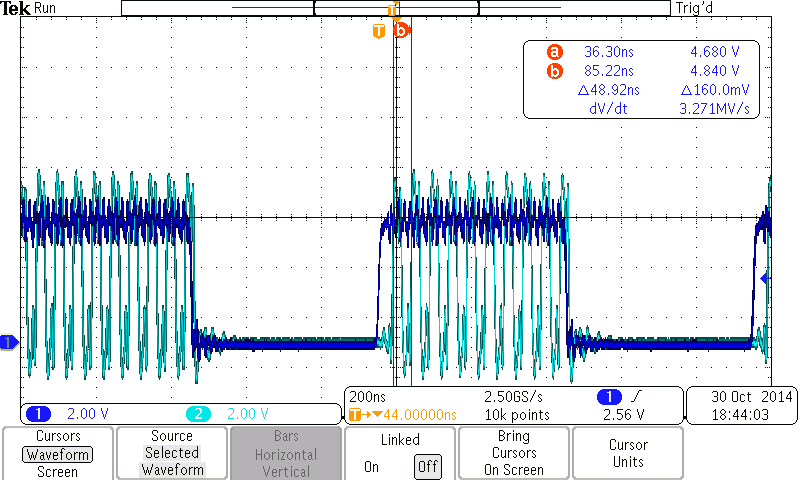 Tek Run Trig'd
T
T b
a 36.30ns 4.680 V
b 85.22ns 4.840 V
Δ48.92ns Δ160.0mV
dV/dt 3.271MV/s
1
1 2.00 V 2 2.00 V
200ns 2.50GS/s 1
T→▼44.00000ns 10k points 2.56 V
30 Oct 2014
18:44:03
Cursors
Waveform
Screen
Source
Selected
Waveform
Bars
Horizontal
Vertical
Linked
On Off
Bring
Cursors
On Screen
Cursor
Units